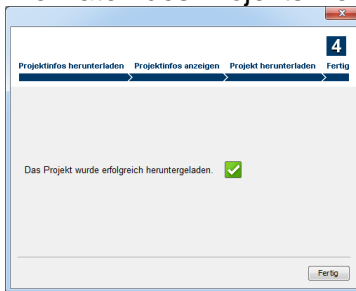 4
Projektinfos herunterladen Projektinfos anzeigen Projekt herunterladen Fertig
Das Projekt wurde erfolgreich heruntergeladen.
Fertig